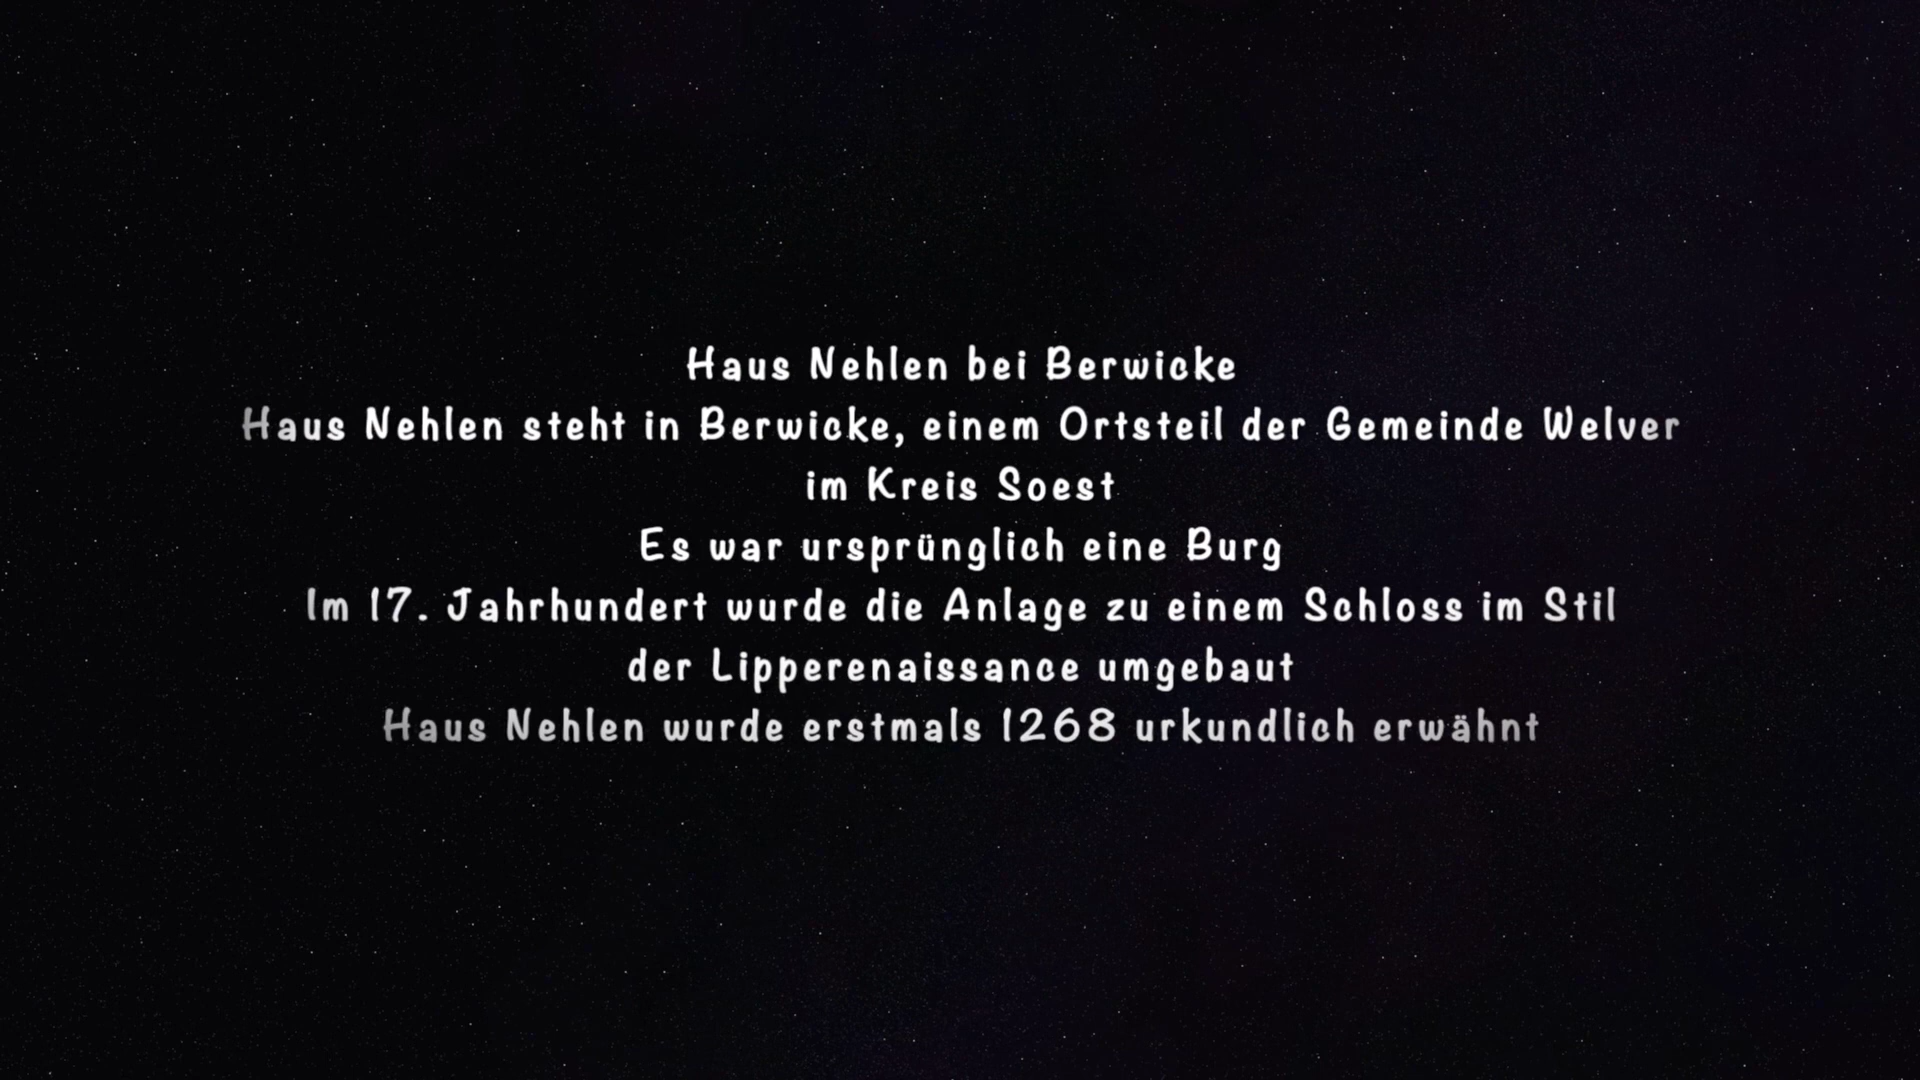 Haus Nehlen bei Berwicke
Haus Nehlen steht in Berwicke, einem Ortsteil der Gemeinde Welver
im Kreis Soest
Es war ursprünglich eine Burg
Im 17. Jahrhundert wurde die Anlage zu einem Schloss im Stil
der Lipperenaissance umgebaut
Haus Nehlen wurde erstmals 1268 urkundlich erwähnt